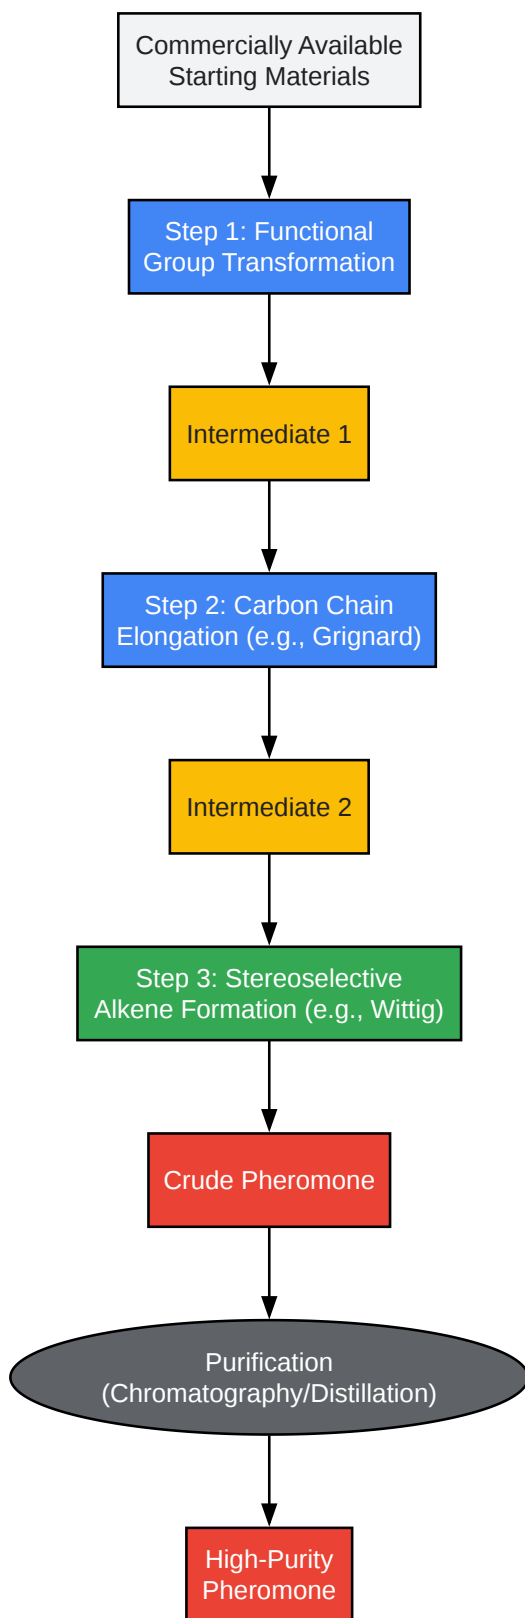 Commercially Available
Starting Materials
Step 1: Functional
Group Transformation
Intermediate 1
Step 2: Carbon Chain
Elongation (e.g., Grignard)
Intermediate 2
Step 3: Stereoselective
Alkene Formation (e.g., Wittig)
Crude Pheromone
Purification
(Chromatography/Distillation)
High-Purity
Pheromone